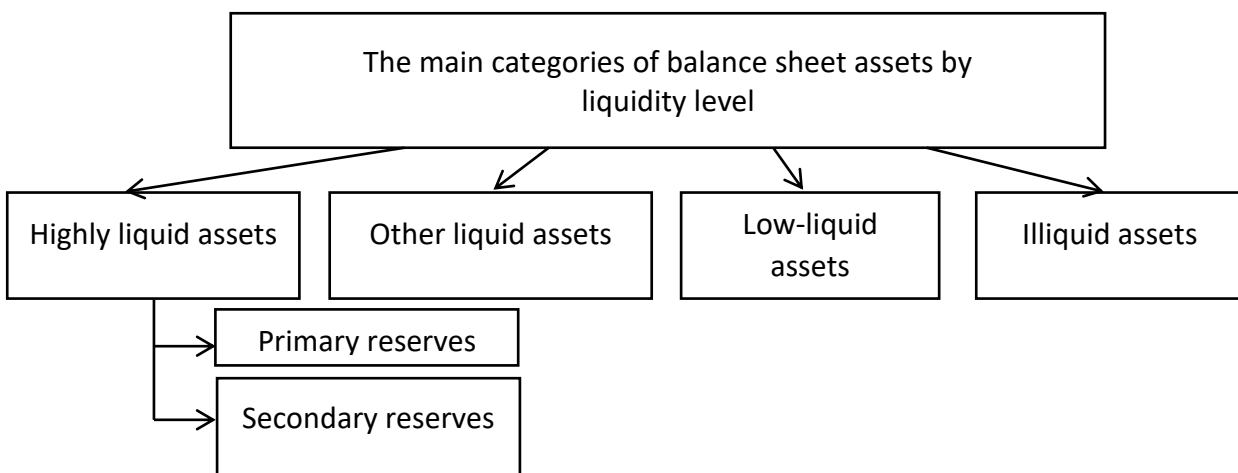 The main categories of balance sheet assets by
liquidity level
Highly liquid assets
Other liquid assets
Low-liquid
assets
Illiquid assets
Primary reserves
Secondary reserves